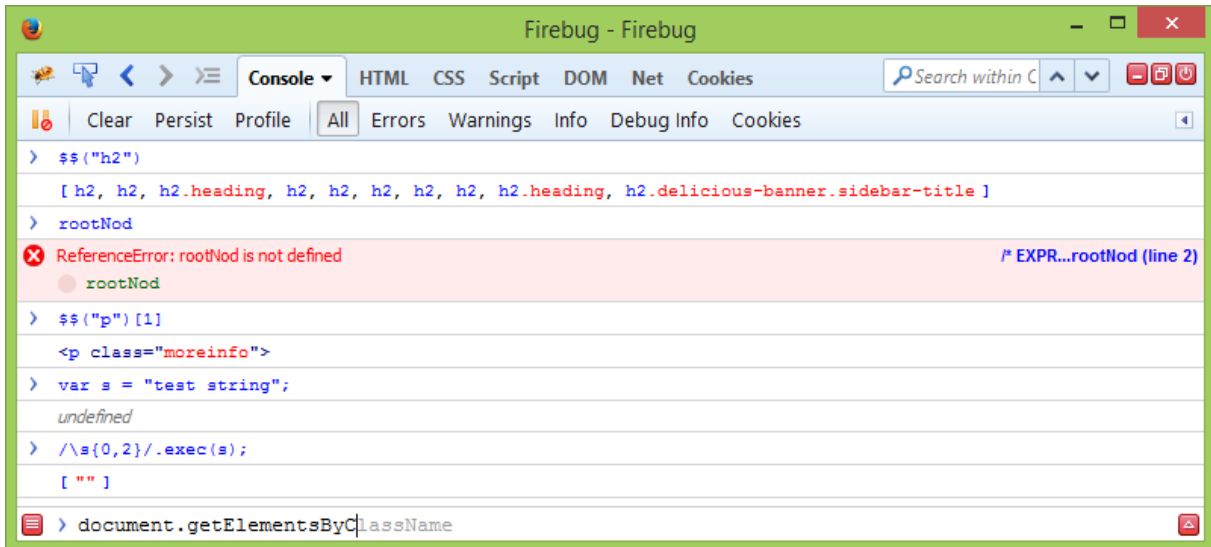 Firebug - Firebug
Console HTML CSS Script DOM Net Cookies Search within C
Clear Persist Profile All Errors Warnings Info Debug Info Cookies
> $$("h2")
[ h2, h2, h2.heading, h2, h2, h2, h2, h2, h2.heading, h2.delicious-banner.sidebar-title ]
> rootNod
ReferenceError: rootNod is not defined /* EXPR...rootNod (line 2)
rootNod
> $$("p")[1]
<p class="moreinfo">
> var s = "test string";
undefined
> /\s{0,2}/.exec(s);
[ "" ]
> document.getElementsByClassName